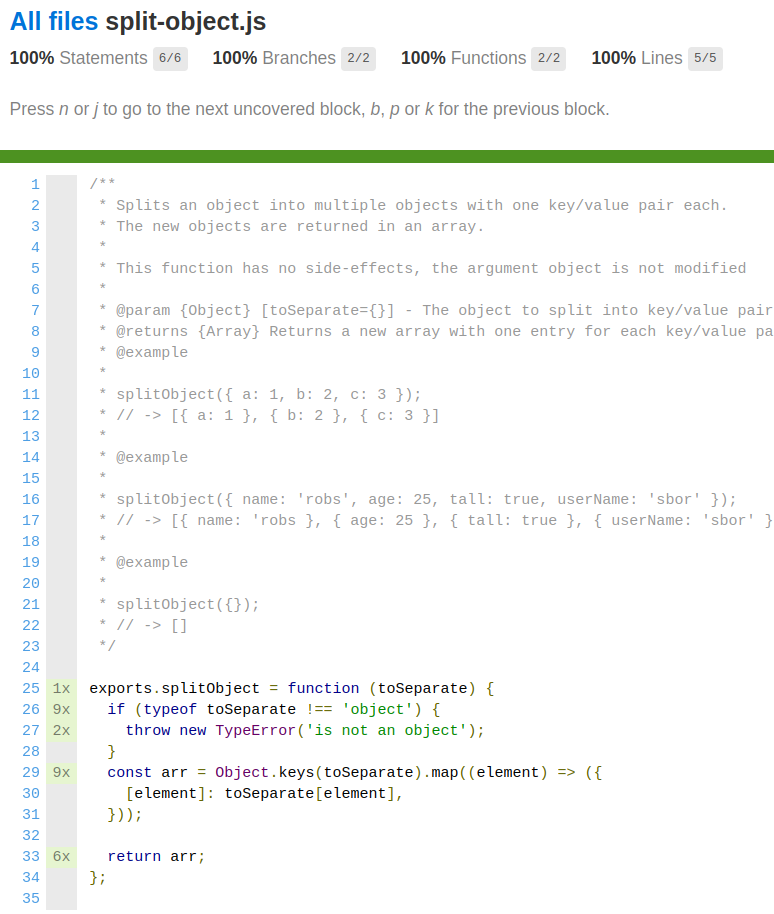 All files split-object.js
100% Statements 6/6 100% Branches 2/2 100% Functions 2/2 100% Lines 5/5
Press n or j to go to the next uncovered block, b, p or k for the previous block.
1 /**
2 * Splits an object into multiple objects with one key/value pair each.
3 * The new objects are returned in an array.
4 *
5 * This function has no side-effects, the argument object is not modified
6 *
7 * @param {Object} [toSeparate={}] - The object to split into key/value pair
8 * @returns {Array} Returns a new array with one entry for each key/value pa
9 * @example
10 *
11 * splitObject({ a: 1, b: 2, c: 3 });
12 * // -> [{ a: 1 }, { b: 2 }, { c: 3 }]
13 *
14 * @example
15 *
16 * splitObject({ name: 'robs', age: 25, tall: true, userName: 'sbor' });
17 * // -> [{ name: 'robs }, { age: 25 }, { tall: true }, { userName: 'sbor' }
18 *
19 * @example
20 *
21 * splitObject({});
22 * // -> []
23 */
24
25 1x exports.splitObject = function (toSeparate) {
26 9x if (typeof toSeparate !== 'object') {
27 2x throw new TypeError('is not an object');
28 }
29 9x const arr = Object.keys(toSeparate).map((element) => ({
30 [element]: toSeparate[element],
31 }));
32
33 6x return arr;
34 };
35